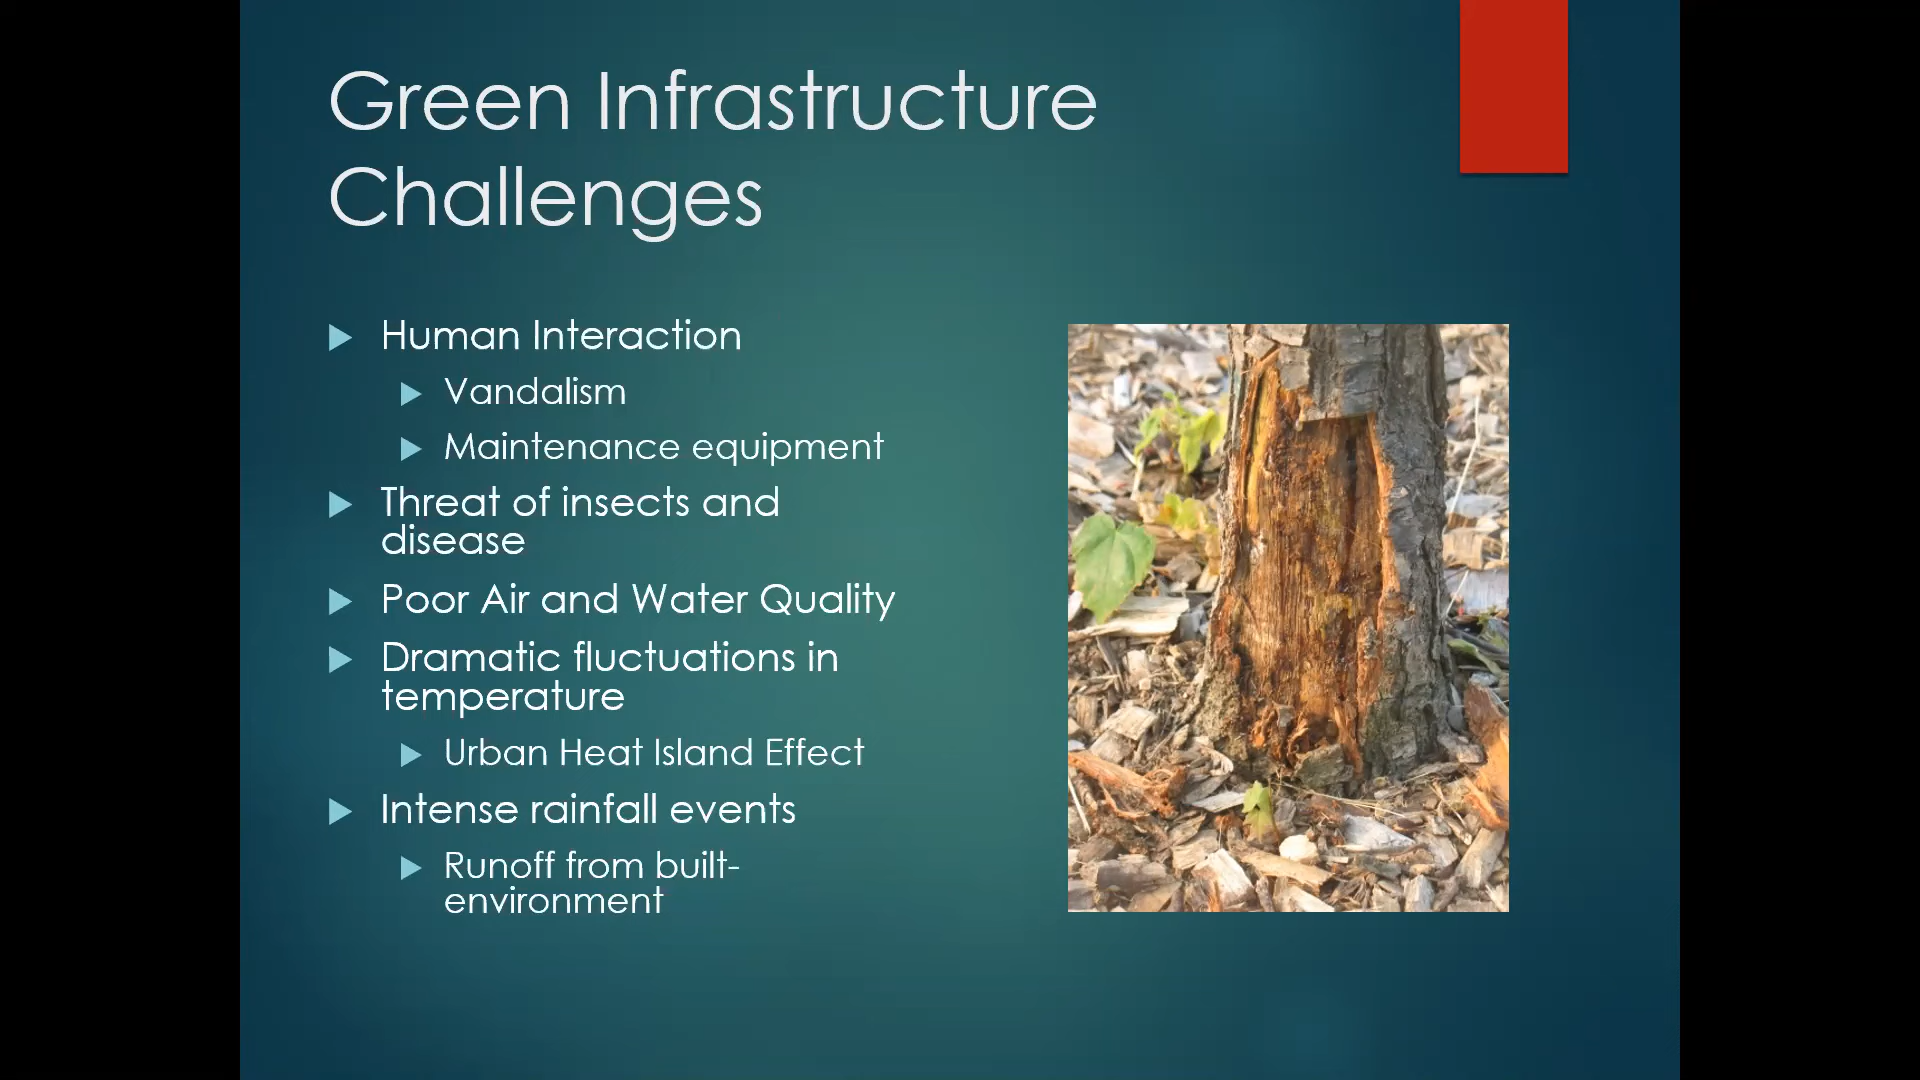 Green Infrastructure
Challenges
Human Interaction
Vandalism
Maintenance equipment
Threat of insects and
disease
Poor Air and Water Quality
Dramatic fluctuations in
temperature
Urban Heat Island Effect
Intense rainfall events
Runoff from built-
environment